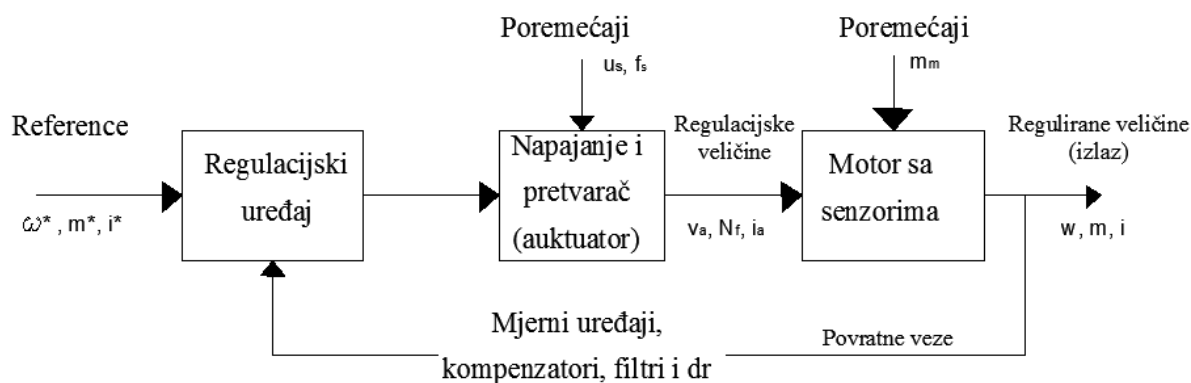 Poremećaji
Poremećaji
us, fs
mm
Reference
Regulacijske
veličine
Regulirane veličine
(izlaz)
Regulacijski
uređaj
Napajanje i
pretvarač
(auktuator)
Motor sa
senzorima
ω* , m*, i*
va, Nf, ia
w, m, i
Mjerni uređaji,
kompenzatori, filtri i dr
Povratne veze